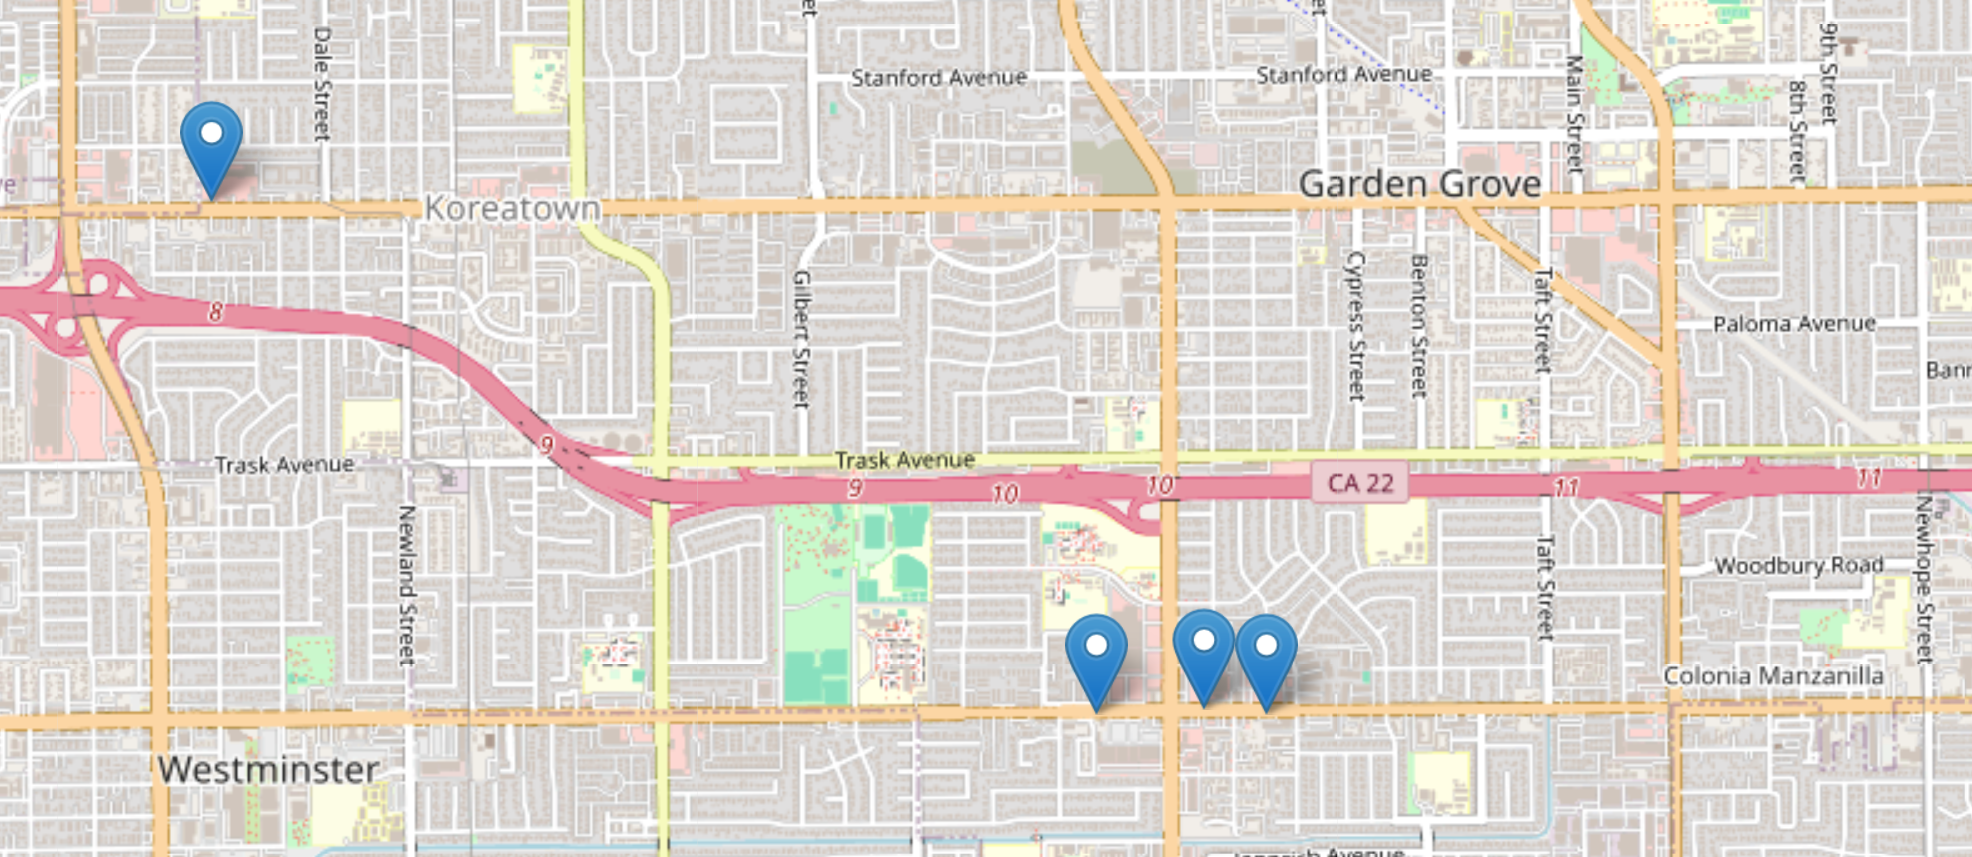 Dale Street
Stanford Avenue
Stanford Avenue
Main Street
9th Street
8th Street
Koreatown
Garden Grove
8
Gilbert Street
Cypress Street
Benton Street
Taft Street
Paloma Avenue
9
Trask Avenue
Trask Avenue
9
10
10
CA 22
11
11
Newland Street
Taft Street
Woodbury Road
Newhope Street
Colonia Manzanilla
Westminster